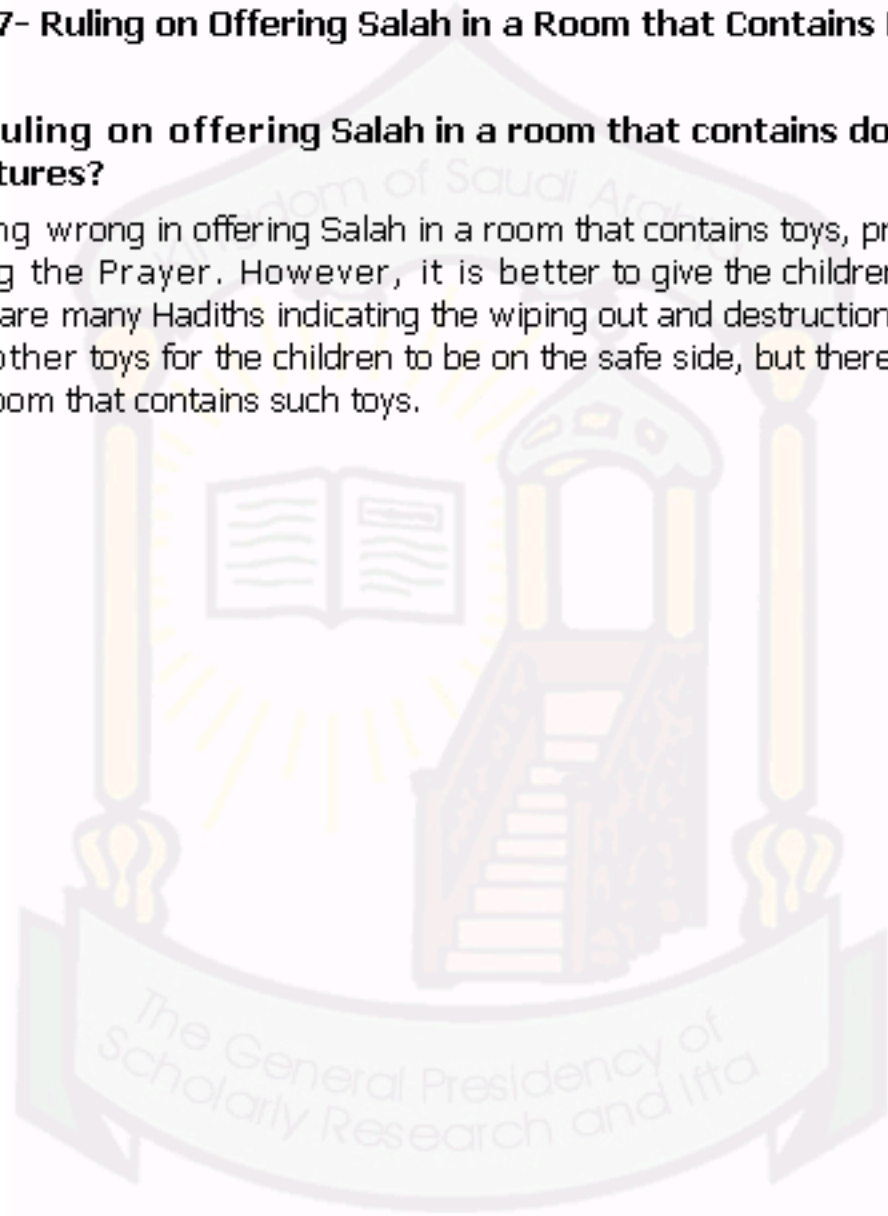 7- Ruling on Offering Salah in a Room that Contains
uling on offering Salah in a room that contains do
tures?
ng wrong in offering Salah in a room that contains toys, pr
g the Prayer. However, it is better to give the children
are many Hadiths indicating the wiping out and destruction
other toys for the children to be on the safe side, but there
oom that contains such toys.
Kingdom of Saudi Arabia
The General Presidency of
Scholarly Research and Ifta